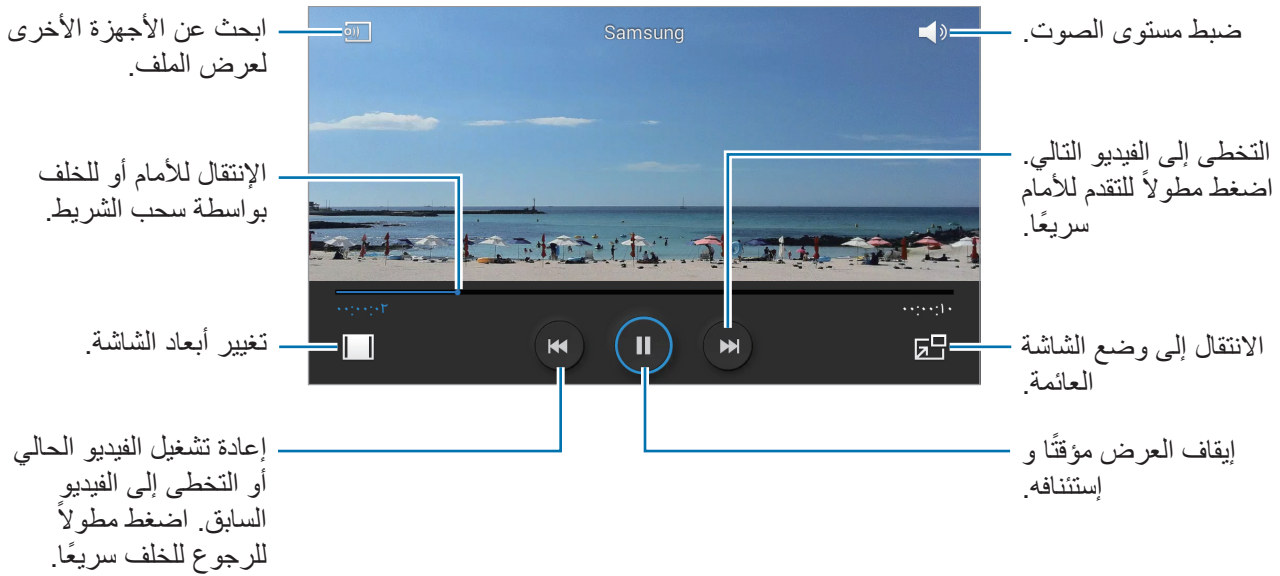 ضبط مستوى الصوت.
Samsung
ابحث عن الأجهزة الأخرى
لعرض الملف.
التخطى إلى الفيديو التالي.
اضغط مطولاً للتقدم للأمام
سريعًا.
الإنتقال للأمام أو للخلف
بواسطة سحب الشريط.
٠٠:٠٠:٠٢
٠٠:٠٠:١٠
الانتقال إلى وضع الشاشة
العائمة.
تغيير أبعاد الشاشة.
إيقاف العرض مؤقتًا و
إستئنافه.
إعادة تشغيل الفيديو الحالي
أو التخطى إلى الفيديو
السابق. اضغط مطولاً
للرجوع للخلف سريعًا.